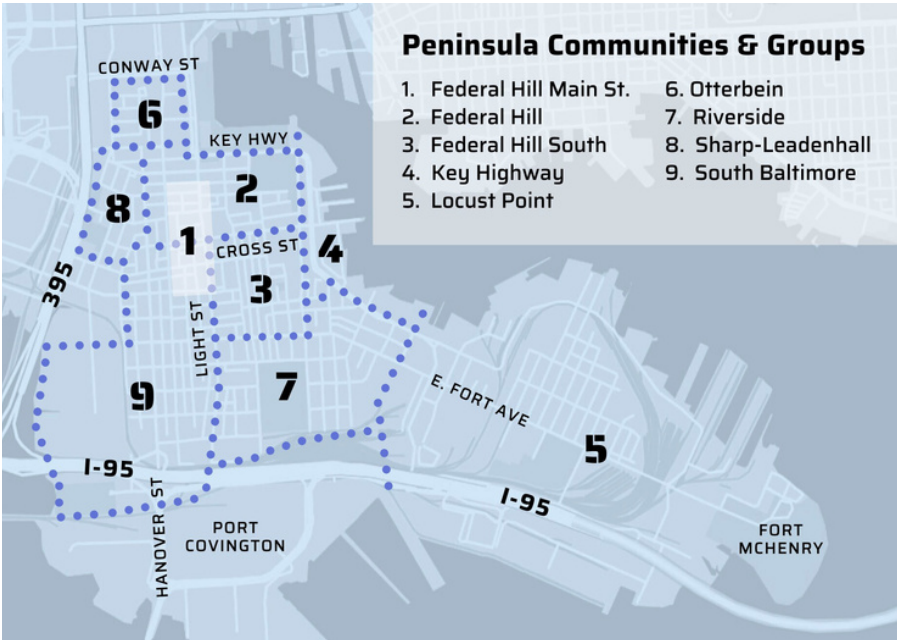 Peninsula Communities & Groups
1. Federal Hill Main St.
2. Federal Hill
3. Federal Hill South
4. Key Highway
5. Locust Point
6. Otterbein
7. Riverside
8. Sharp-Leadenhall
9. South Baltimore
CONWAY ST
6
KEY HWY
2
8
1
CROSS ST
4
395
3
LIGHT ST
7
9
E. FORT AVE
5
I-95
I-95
HANOVER ST
PORT
COVINGTON
FORT
MCHENRY